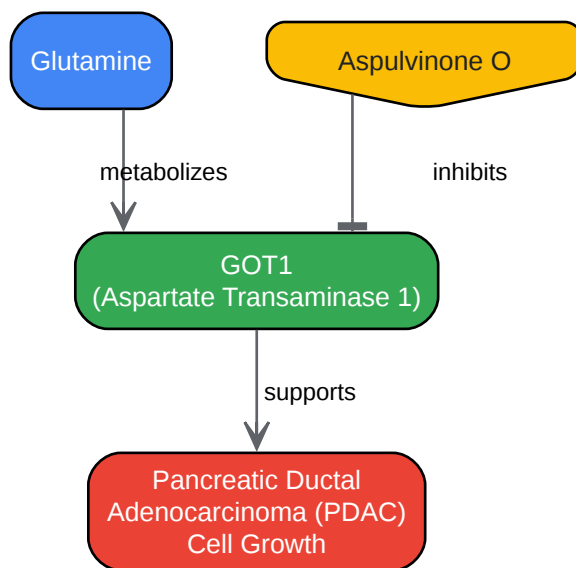 Glutamine
Aspulvinone O
metabolizes
inhibits
GOT1
(Aspartate Transaminase 1)
supports
Pancreatic Ductal
Adenocarcinoma (PDAC)
Cell Growth